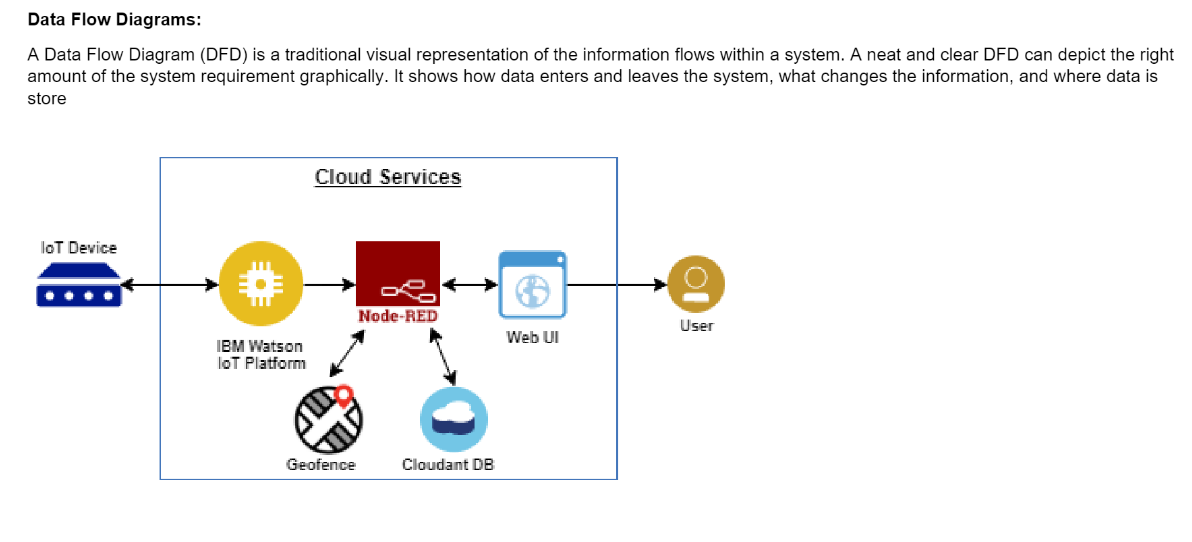 Data Flow Diagrams:
A Data Flow Diagram (DFD) is a traditional visual representation of the information flows within a system. A neat and clear DFD can depict the right
amount of the system requirement graphically. It shows how data enters and leaves the system, what changes the information, and where data is
store
Cloud Services
IoT Device
Node-RED
User
Web UI
IBM Watson
IoT Platform
Geofence
Cloudant DB